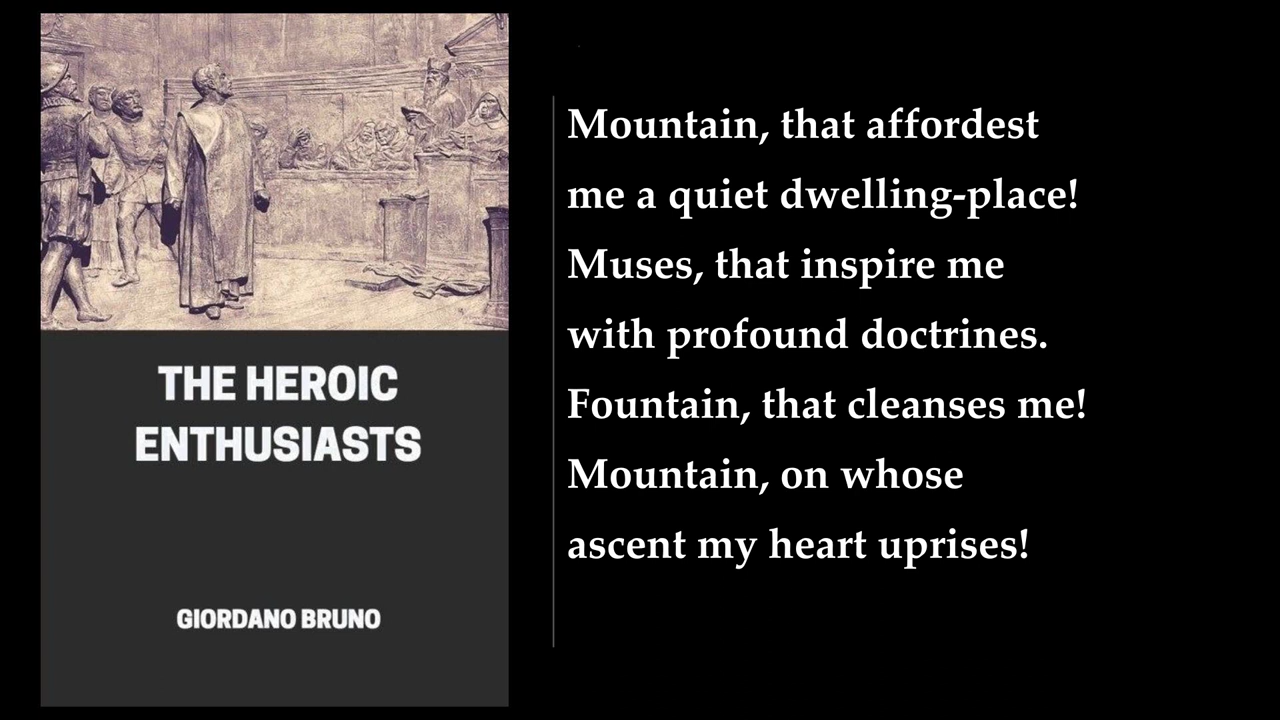 THE HEROIC
ENTHUSIASTS
GIORDANO BRUNO
Mountain, that affordest
me a quiet dwelling-place!
Muses, that inspire me
with profound doctrines.
Fountain, that cleanses me!
Mountain, on whose
ascent my heart uprises!